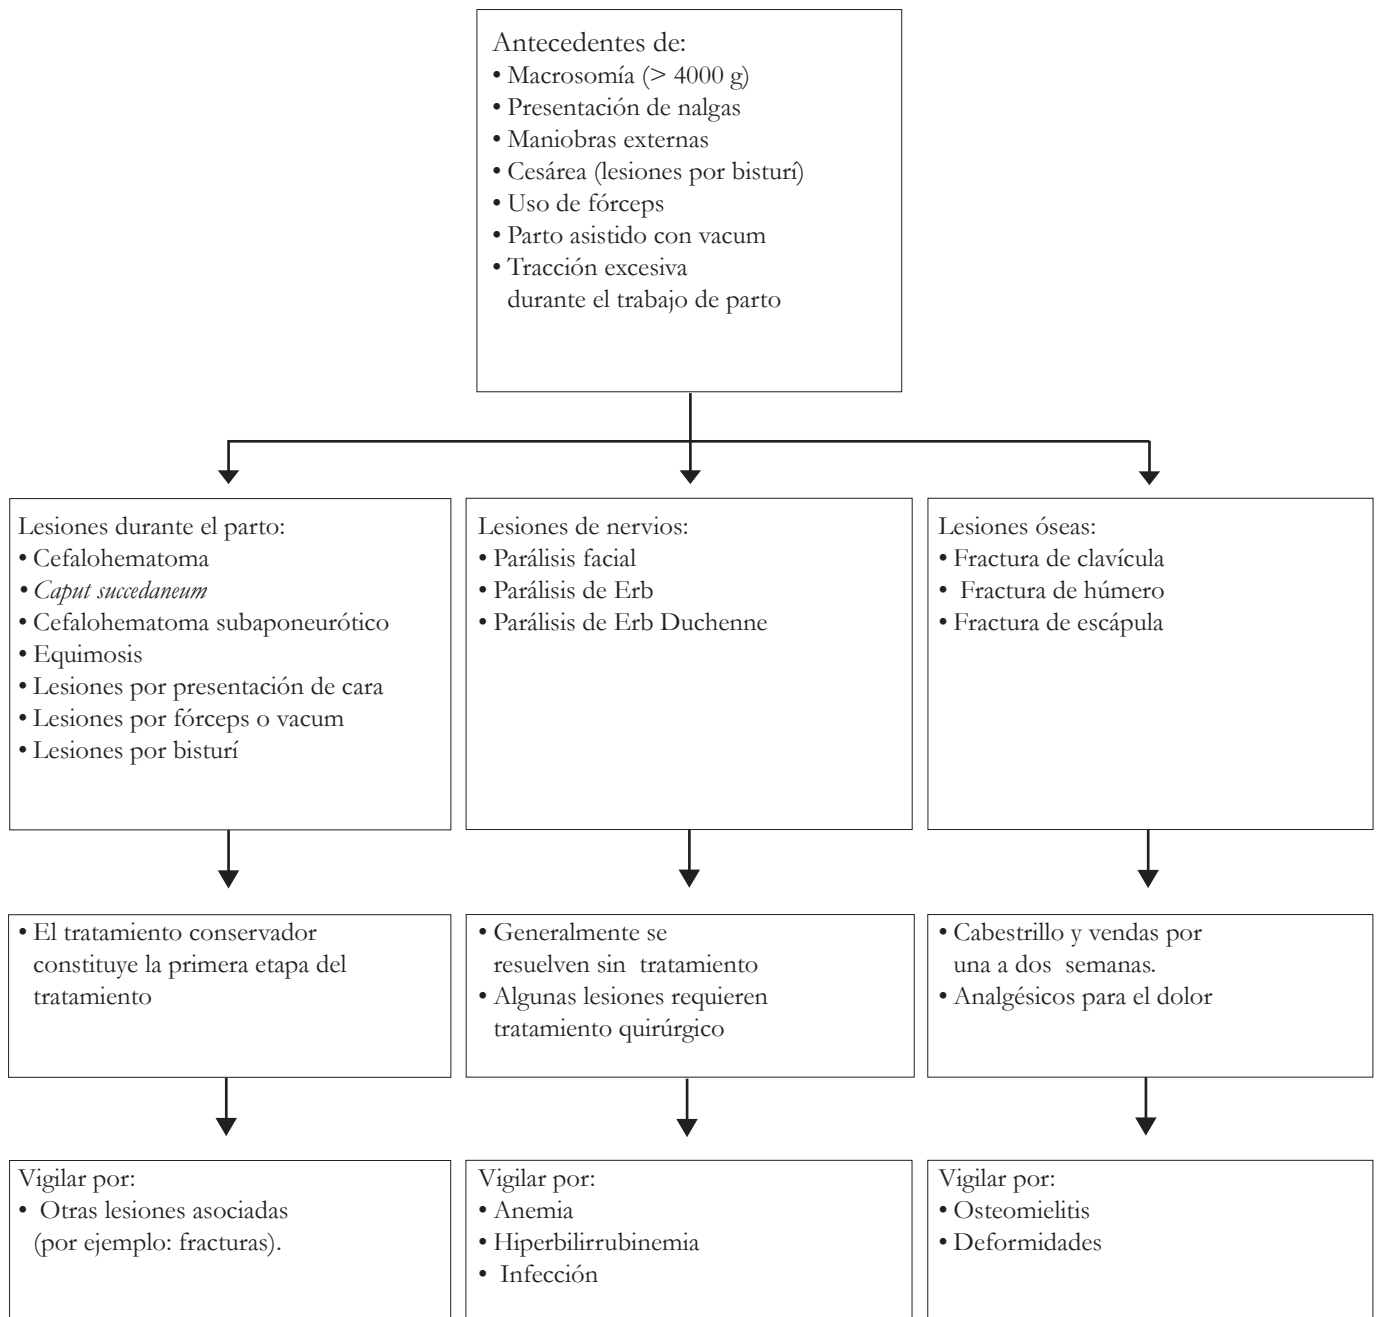 Antecedentes de:
• Macrosomía (> 4000 g)
• Presentación de nalgas
• Maniobras externas
• Cesárea (lesiones por bisturí)
• Uso de fórceps
• Parto asistido con vacum
• Tracción excesiva
durante el trabajo de parto
Lesiones durante el parto:
• Cefalohematoma
• Caput succedaneum
• Cefalohematoma subaponeurótico
• Equimosis
• Lesiones por presentación de cara
• Lesiones por fórceps o vacum
• Lesiones por bisturí
Lesiones de nervios:
• Parálisis facial
• Parálisis de Erb
• Parálisis de Erb Duchenne
Lesiones óseas:
• Fractura de clavícula
• Fractura de húmero
• Fractura de escápula
• El tratamiento conservador
constituye la primera etapa del
tratamiento
• Generalmente se
resuelven sin tratamiento
• Algunas lesiones requieren
tratamiento quirúrgico
• Cabestrillo y vendas por
una a dos semanas.
• Analgésicos para el dolor
Vigilar por:
• Otras lesiones asociadas
(por ejemplo: fracturas).
Vigilar por:
• Anemia
• Hiperbilirrubinemia
• Infección
Vigilar por:
• Osteomielitis
• Deformidades